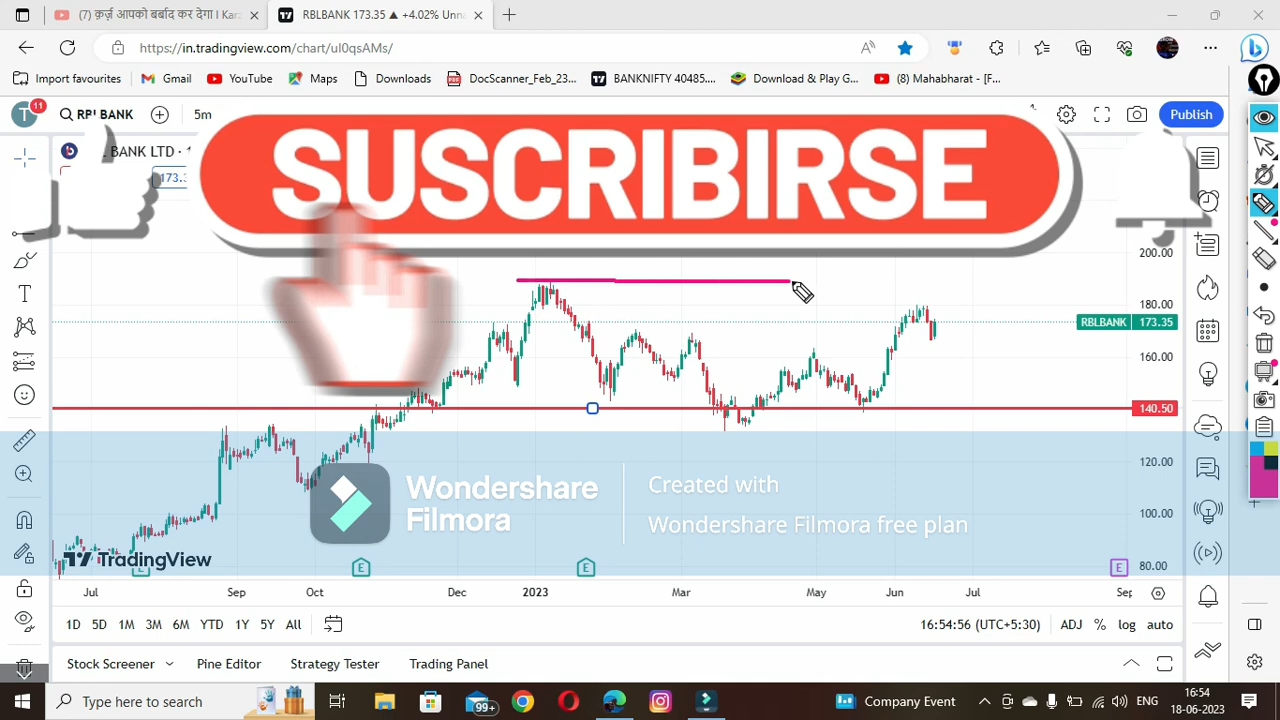 (7) क़र्ज़ आपको बर्बाद कर देगा I Kara
RBLBANK 173.35 ▲ +4.02% Unna
https://in.tradingview.com/chart/uI0qsAMs/
Import favourites
Gmail
YouTube
Maps
Downloads
DocScanner_Feb_23...
BANKNIFTY 40485....
Download & Play G...
(8) Mahabharat - [F...
T
11
RBLBANK
5m
Publish
BANK LTD
173.3
SUSCRIBIRSE
200.00
180.00
RBLBANK 173.35
160.00
140.50
120.00
100.00
80.00
Wondershare
Filmora
Created with
Wondershare Filmora free plan
TradingView
E
E
E
E
Jul
Sep
Oct
Dec
2023
Mar
May
Jun
Jul
Sep
1D 5D 1M 3M 6M YTD 1Y 5Y All
16:54:56 (UTC+5:30)
ADJ % log auto
Stock Screener
Pine Editor
Strategy Tester
Trading Panel
Type here to search
99+
Company Event
ENG
16:54
18-06-2023